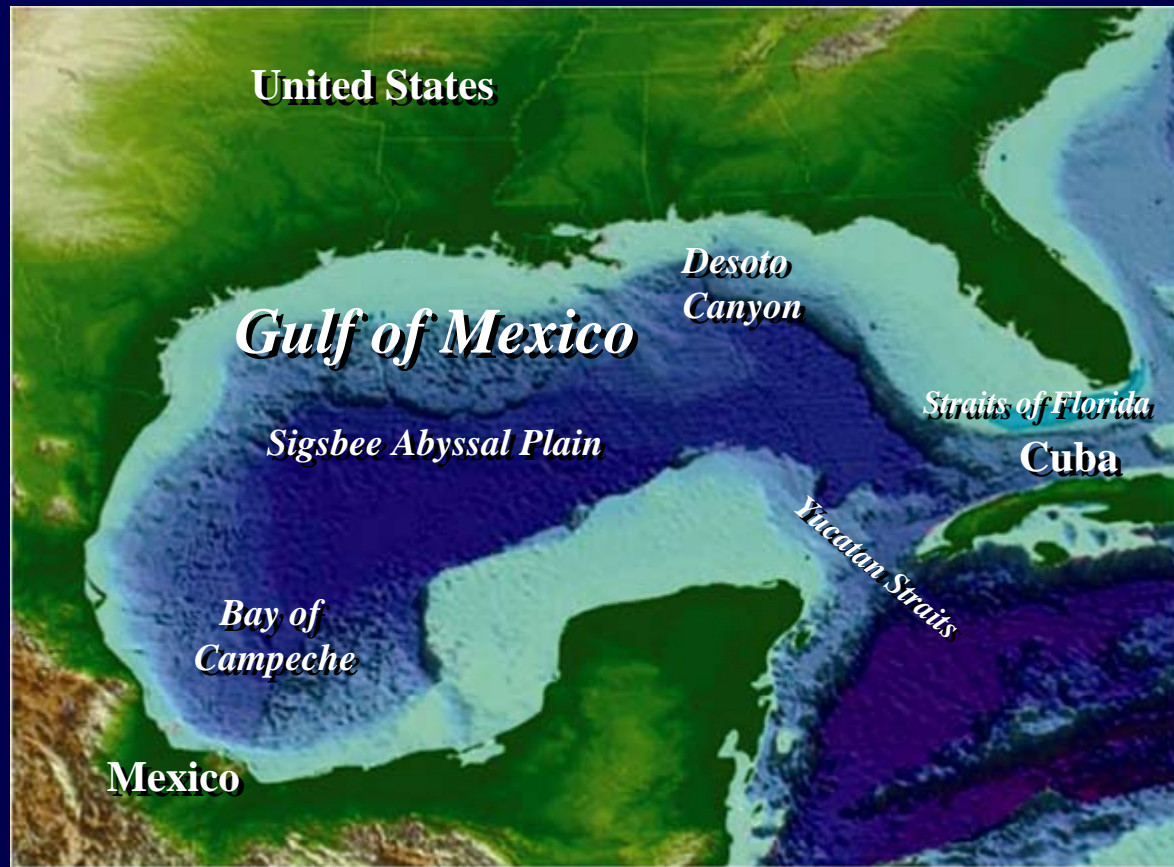 United States
Desoto
Canyon
Gulf of Mexico
Straits of Florida
Sigsbee Abyssal Plain
Cuba
Yucatan Straits
Bay of
Campeche
Mexico